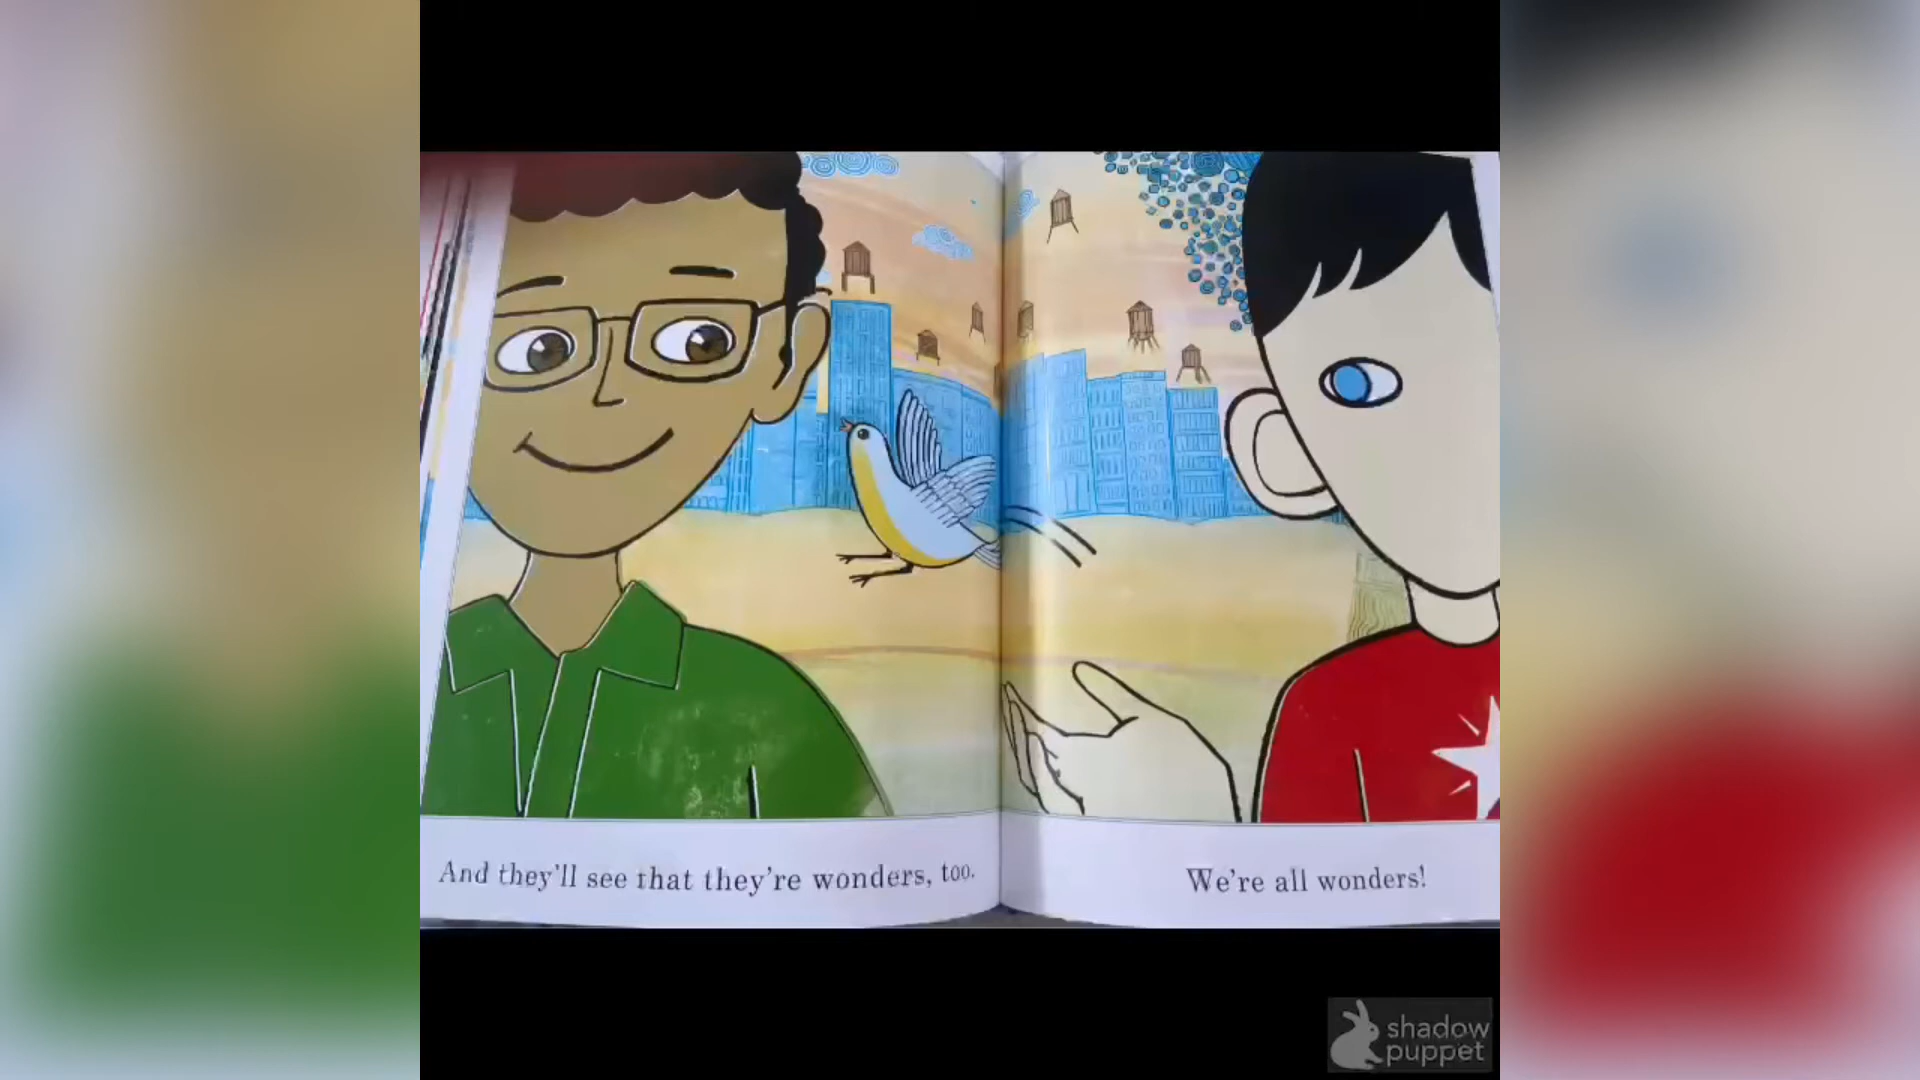 And they'll see that they're wonders, too.
We're all wonders!
shadow
puppet